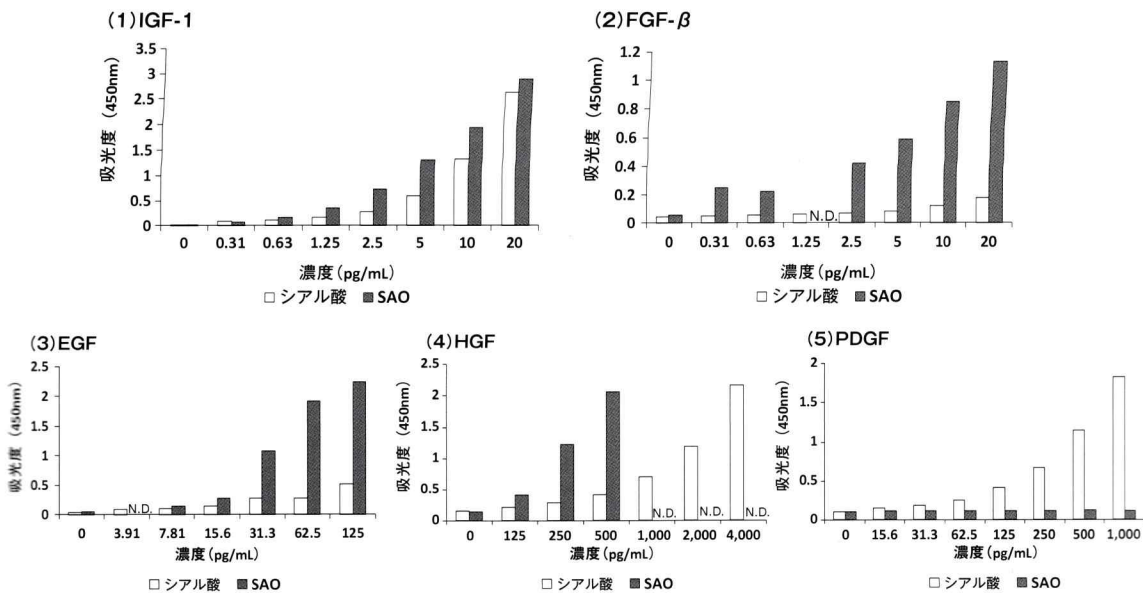 (1)IGF-1
吸光度(450nm)
3.5
3
2.5
2
1.5
1
0.5
0
0 0.31 0.63 1.25 2.5 5 10 20
濃度(pg/mL)
□シアル酸 ■SAO
(2)FGF-β
吸光度(450nm)
1.2
1
0.8
0.6
0.4
0.2
0
N.D.
0 0.31 0.63 1.25 2.5 5 10 20
濃度(pg/mL)
□シアル酸 ■SAO
(3)EGF
吸光度(450nm)
2.5
2
1.5
1
0.5
0
N.D.
0 3.91 7.81 15.6 31.3 62.5 125
濃度(pg/mL)
□シアル酸 ■SAO
(4)HGF
吸光度(450nm)
2.5
2
1.5
1
0.5
0
N.D. N.D. N.D.
0 125 250 500 1,000 2,000 4,000
濃度(pg/mL)
□シアル酸 ■SAO
(5)PDGF
吸光度(450nm)
2
1.5
1
0.5
0
0 15.6 31.3 62.5 125 250 500 1,000
濃度(pg/mL)
□シアル酸 ■SAO